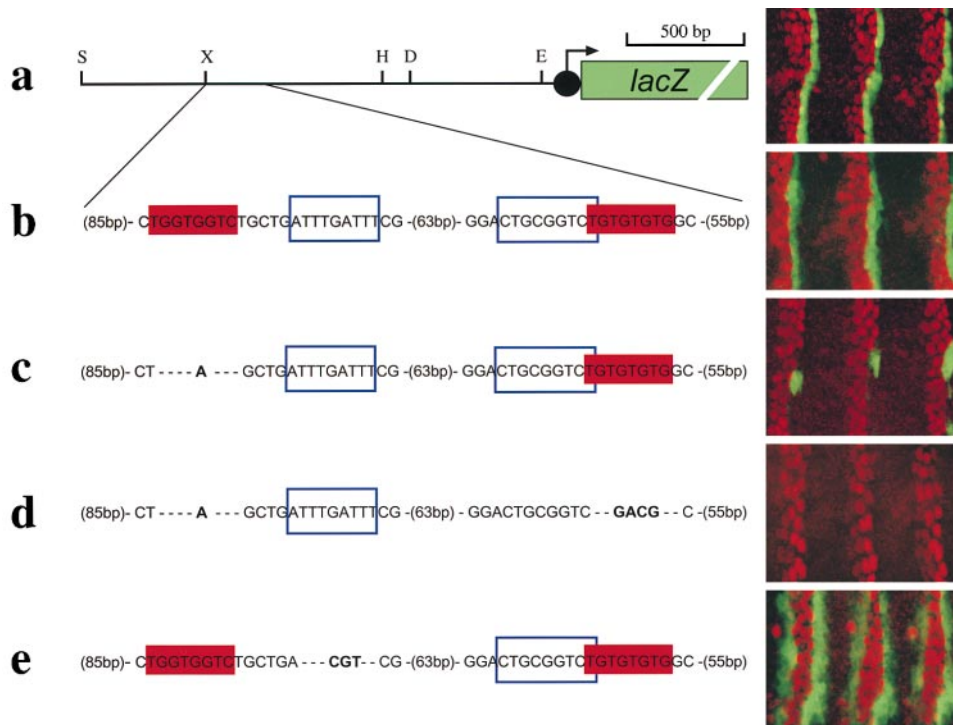 a
S X H D E
500 bp
lacZ
b
(85bp)- CTGGTGGTCTGCTGATTTGATTTCG -(63bp)- GGACTGCGGTCTGTGTGTGGC -(55bp)
c
(85bp)- CT ---- A --- GCTGATTTGATTTCG -(63bp)- GGACTGCGGTCTGTGTGTGGC -(55bp)
d
(85bp)- CT ---- A --- GCTGATTTGATTTCG -(63bp)- GGACTGCGGTC -- GACG -- C -(55bp)
e
(85bp)- CTGGTGGTCTGCTGA --- CGT -- CG -(63bp)- GGACTGCGGTCTGTGTGTGGC -(55bp)